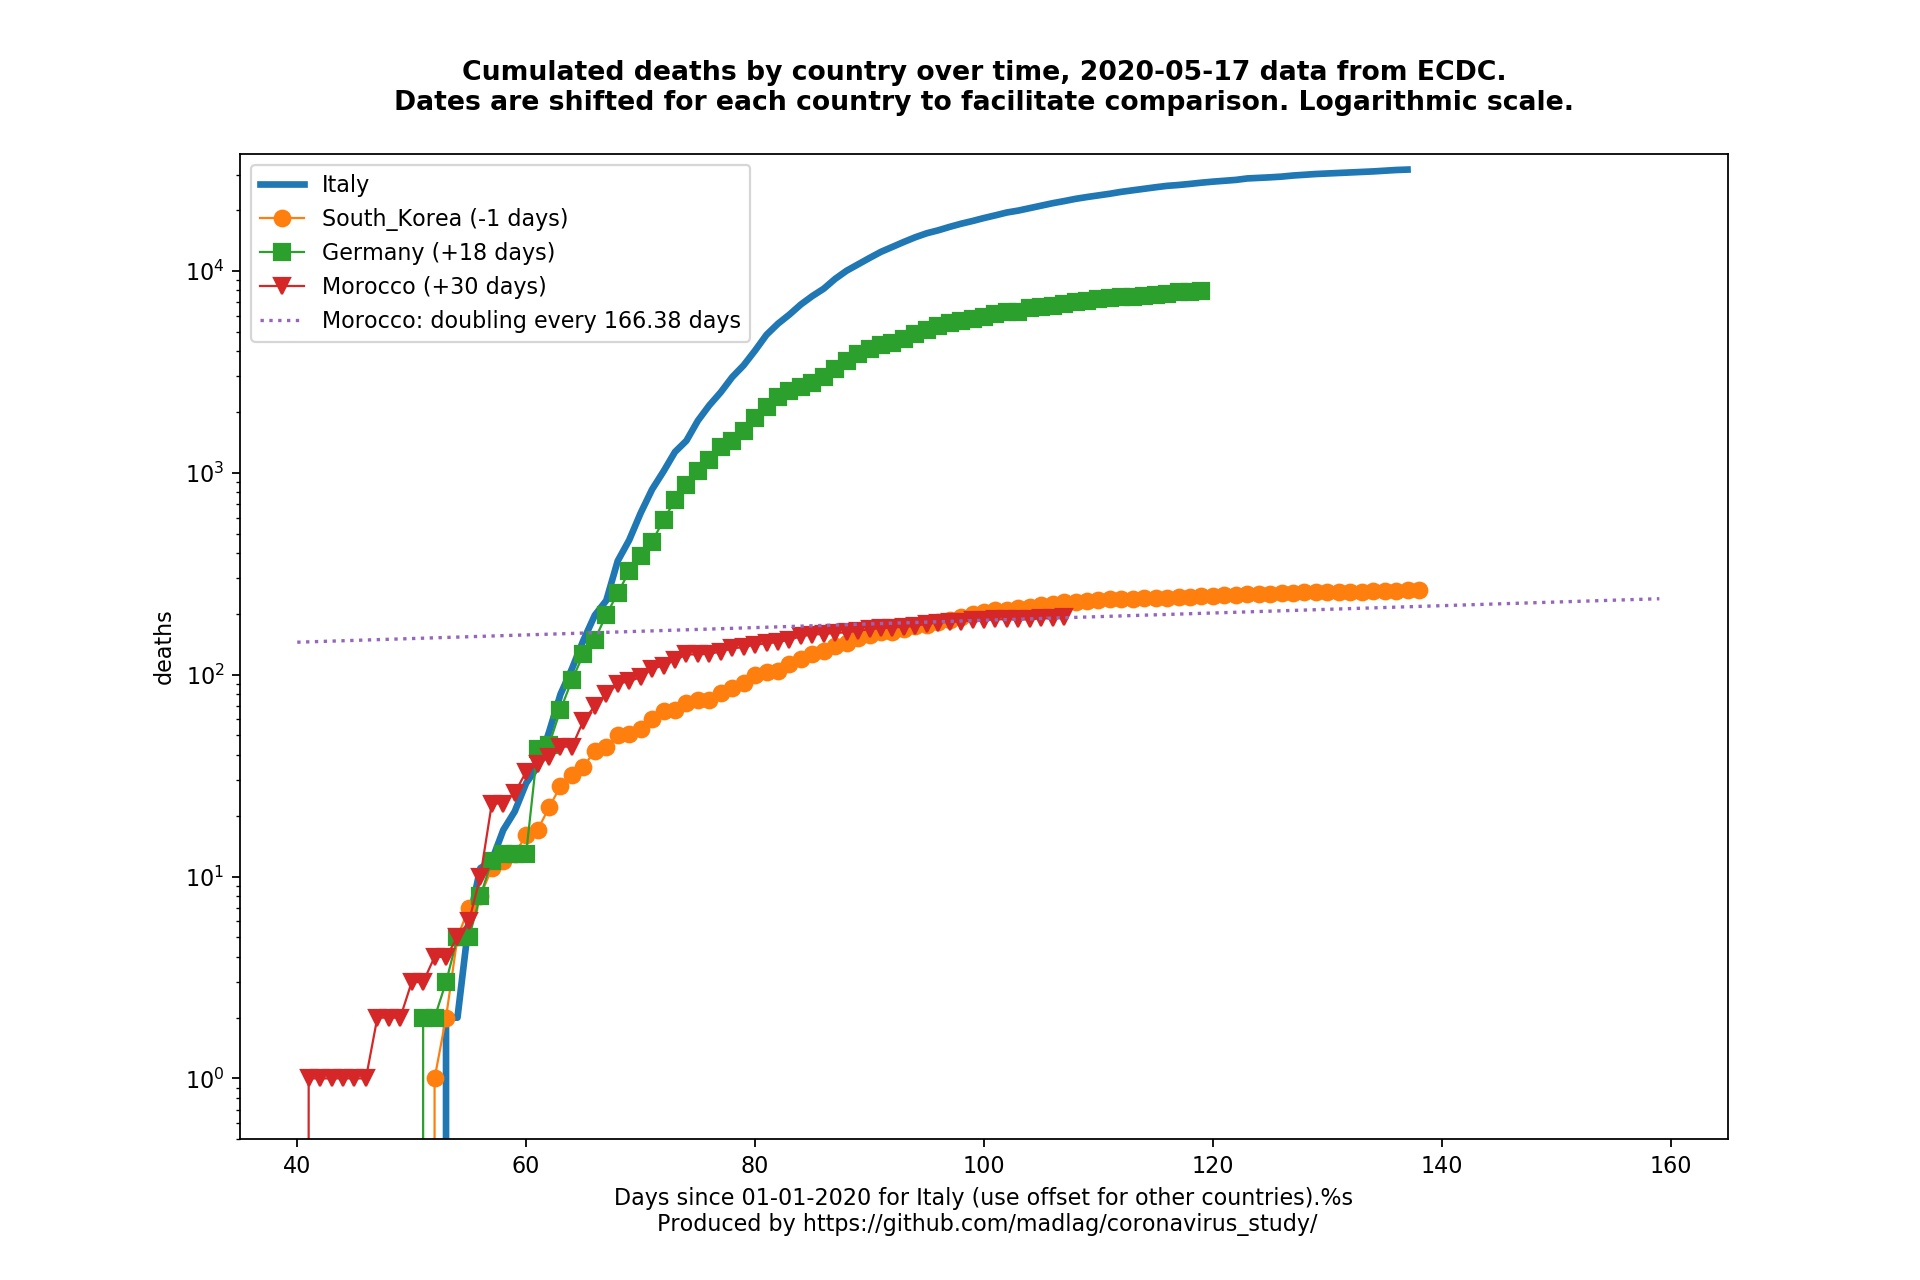 Cumulated deaths by country over time, 2020-05-17 data from ECDC.
Dates are shifted for each country to facilitate comparison. Logarithmic scale.
Italy
South_Korea (-1 days)
Germany (+18 days)
Morocco (+30 days)
Morocco: doubling every 166.38 days
deaths
10⁴
10³
10²
10¹
10⁰
40 60 80 100 120 140 160
Days since 01-01-2020 for Italy (use offset for other countries).%s
Produced by https://github.com/madlag/coronavirus_study/